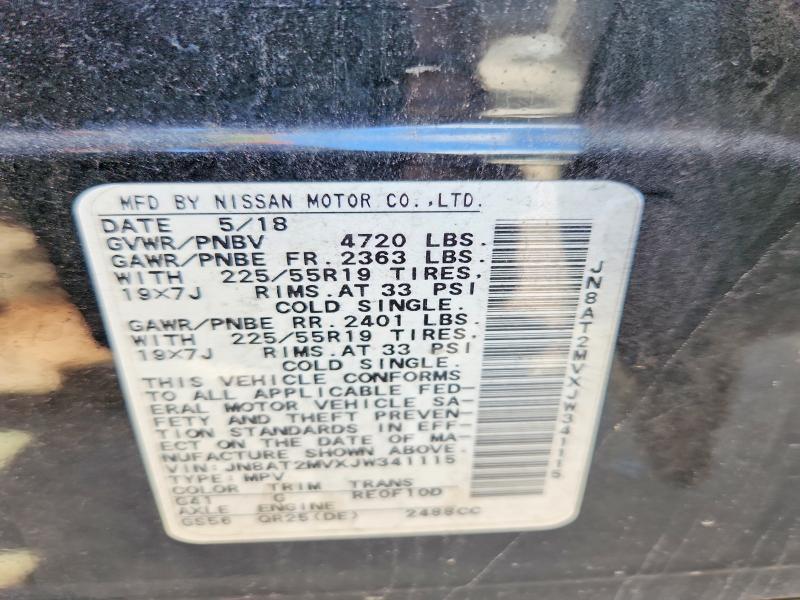 MFD BY NISSAN MOTOR CO.,LTD.
DATE 5/18
GVWR/PNBV 4720 LBS.
GAWR/PNBE FR. 2363 LBS.
WITH 225/55R19 TIRES,
19X7J RIMS.AT 33 PSI
COLD SINGLE.
GAWR/PNBE RR. 2401 LBS.
WITH 225/55R19 TIRES,
19X7J RIMS.AT 33 PSI
COLD SINGLE.
THIS VEHICLE CONFORMS
TO ALL APPLICABLE FED-
ERAL MOTOR VEHICLE SA-
FETY AND THEFT PREVEN-
TION STANDARDS IN EFF-
ECT ON THE DATE OF MA-
NUFACTURE SHOWN ABOVE.
VIN: JN8AT2MVXJW341115
TYPE: MPV
COLOR TRIM TRANS
G41 G RE0F10D
AXLE ENGINE
GS56 QR25(DE) 2488CC
JN8AT2MVXJW341115